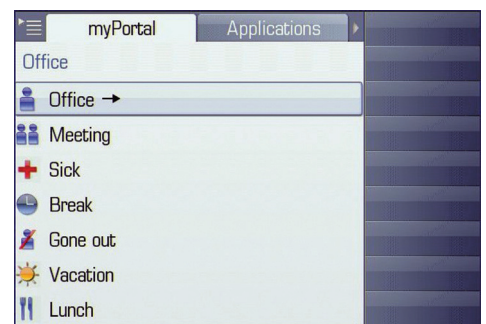 myPortal Applications
Office
Office →
Meeting
Sick
Break
Gone out
Vacation
Lunch